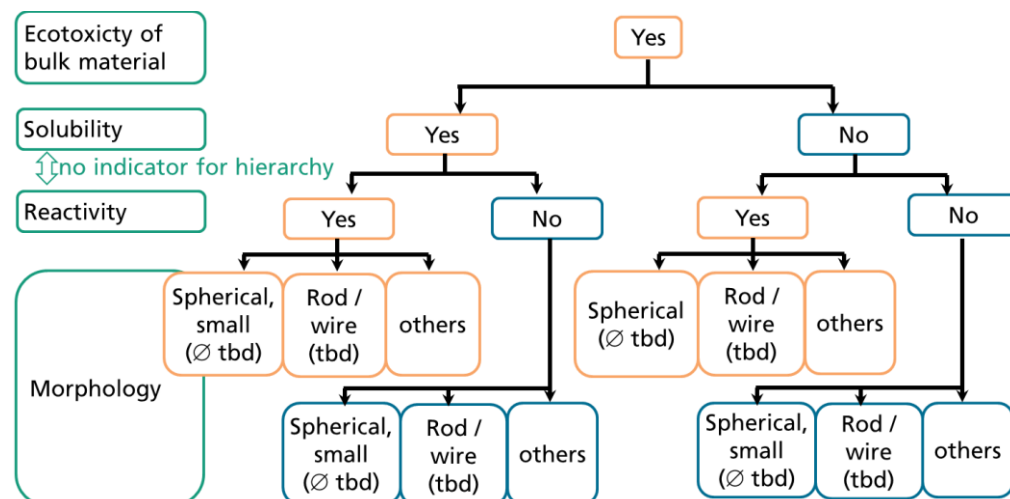 Ecotoxicty of
bulk material
Yes
Solubility
Yes
No
no indicator for hierarchy
Reactivity
Yes
No
Yes
No
Morphology
Spherical,
small
(∅ tbd)
Rod /
wire
(tbd)
others
Spherical
(∅ tbd)
Rod /
wire
(tbd)
others
Spherical,
small
(∅ tbd)
Rod /
wire
(tbd)
others
Spherical,
small
(∅ tbd)
Rod /
wire
(tbd)
others